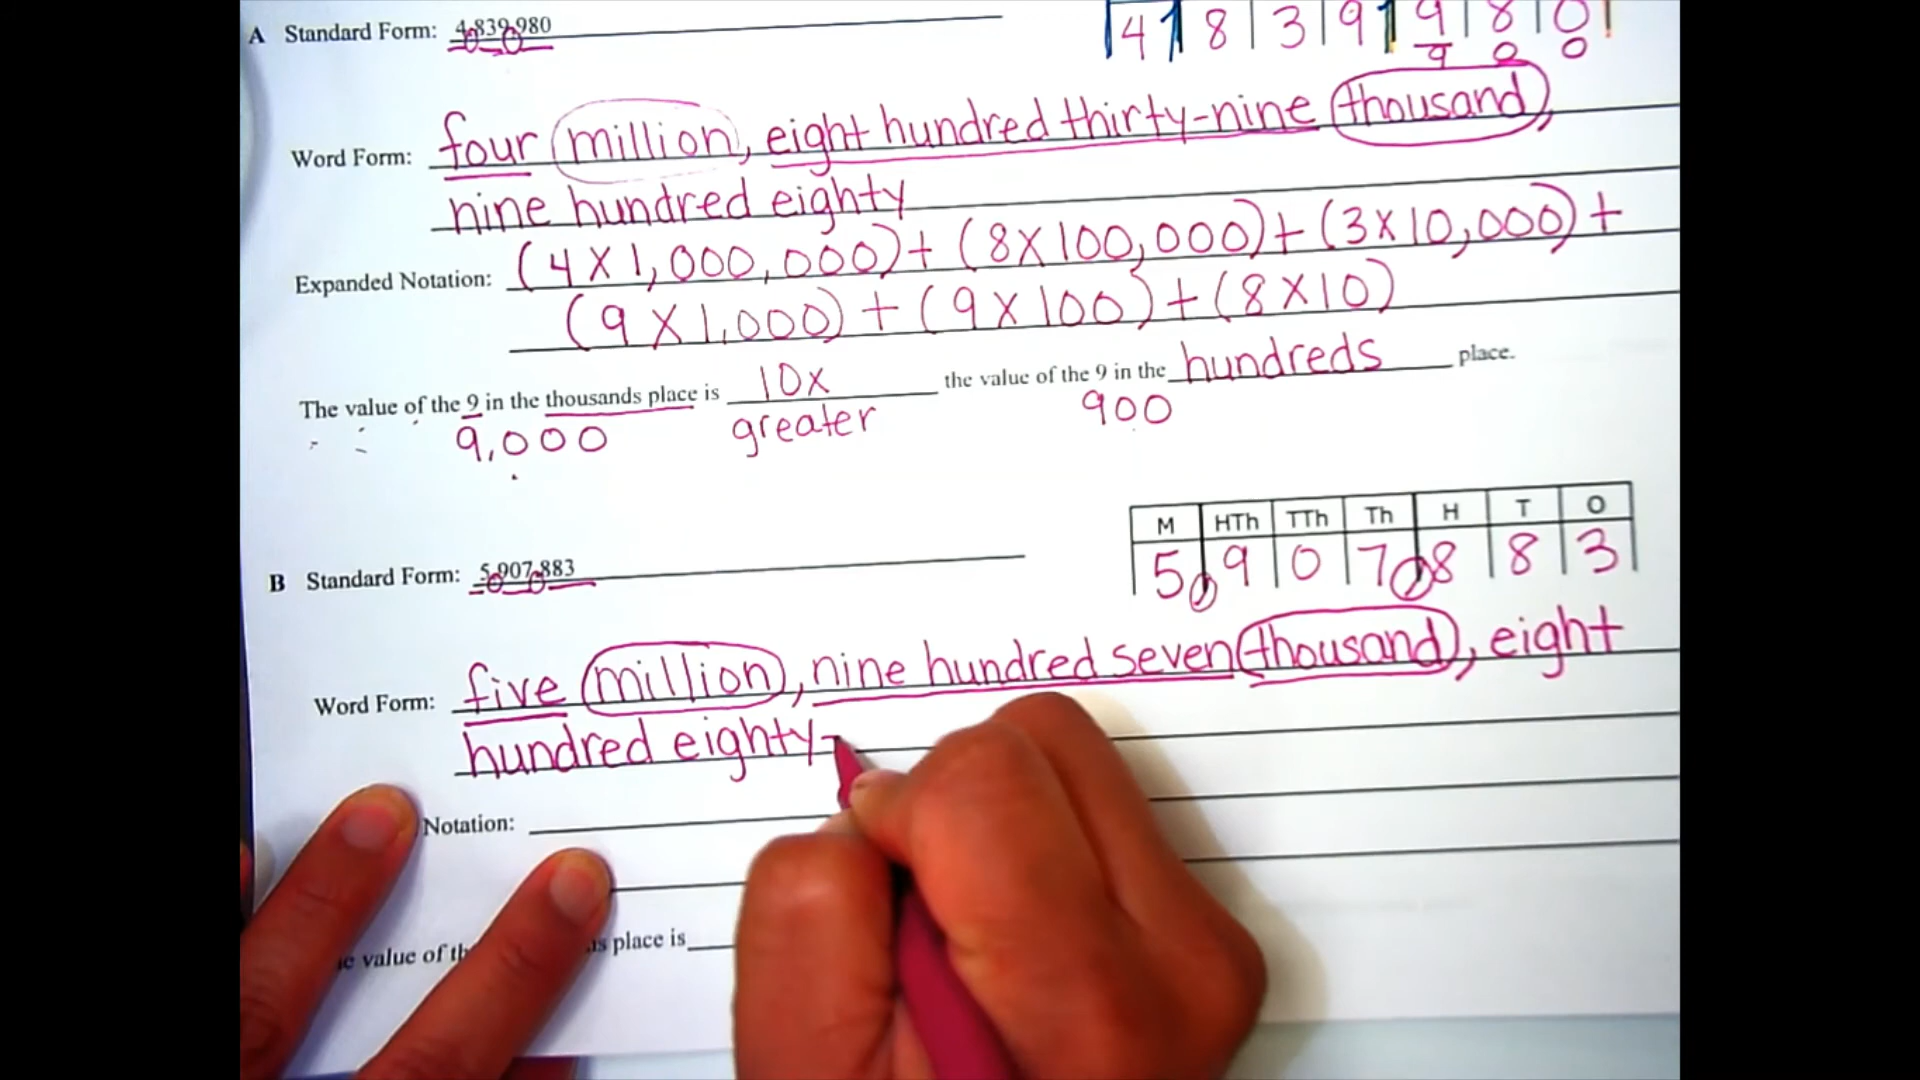 A Standard Form: 4,839,980
4 8 3 9 9 8 0
9 0 0
Word Form: four million, eight hundred thirty-nine thousand,
nine hundred eighty
Expanded Notation: (4 X 1,000,000) + (8 X 100,000) + (3 X 10,000) +
(9 X 1,000) + (9 X 100) + (8 X 10)
The value of the 9 in the thousands place is 10x the value of the 9 in the hundreds place.
9,000 greater 900
M HTh TTh Th H T O
B Standard Form: 5,907,883
5, 9 0 7, 8 8 3
Word Form: five million, nine hundred seven thousand, eight
hundred eighty-
Notation:
value of place is